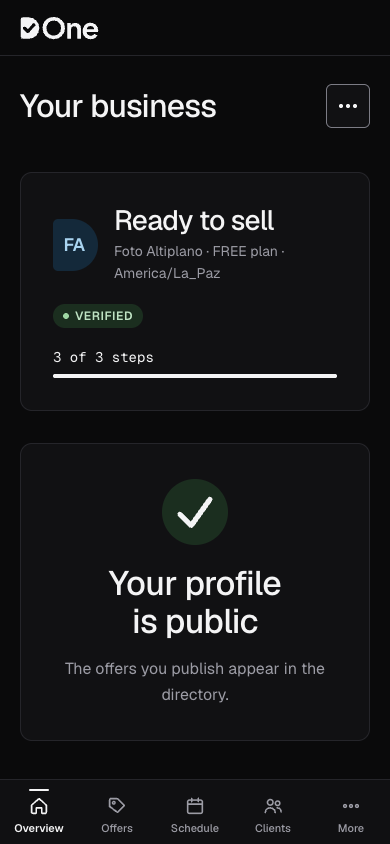 DOne
Your business
FA
Ready to sell
Foto Altiplano · FREE plan ·
America/La_Paz
VERIFIED
3 of 3 steps
Your profile
is public
The offers you publish appear in the
directory.
Overview
Offers
Schedule
Clients
More